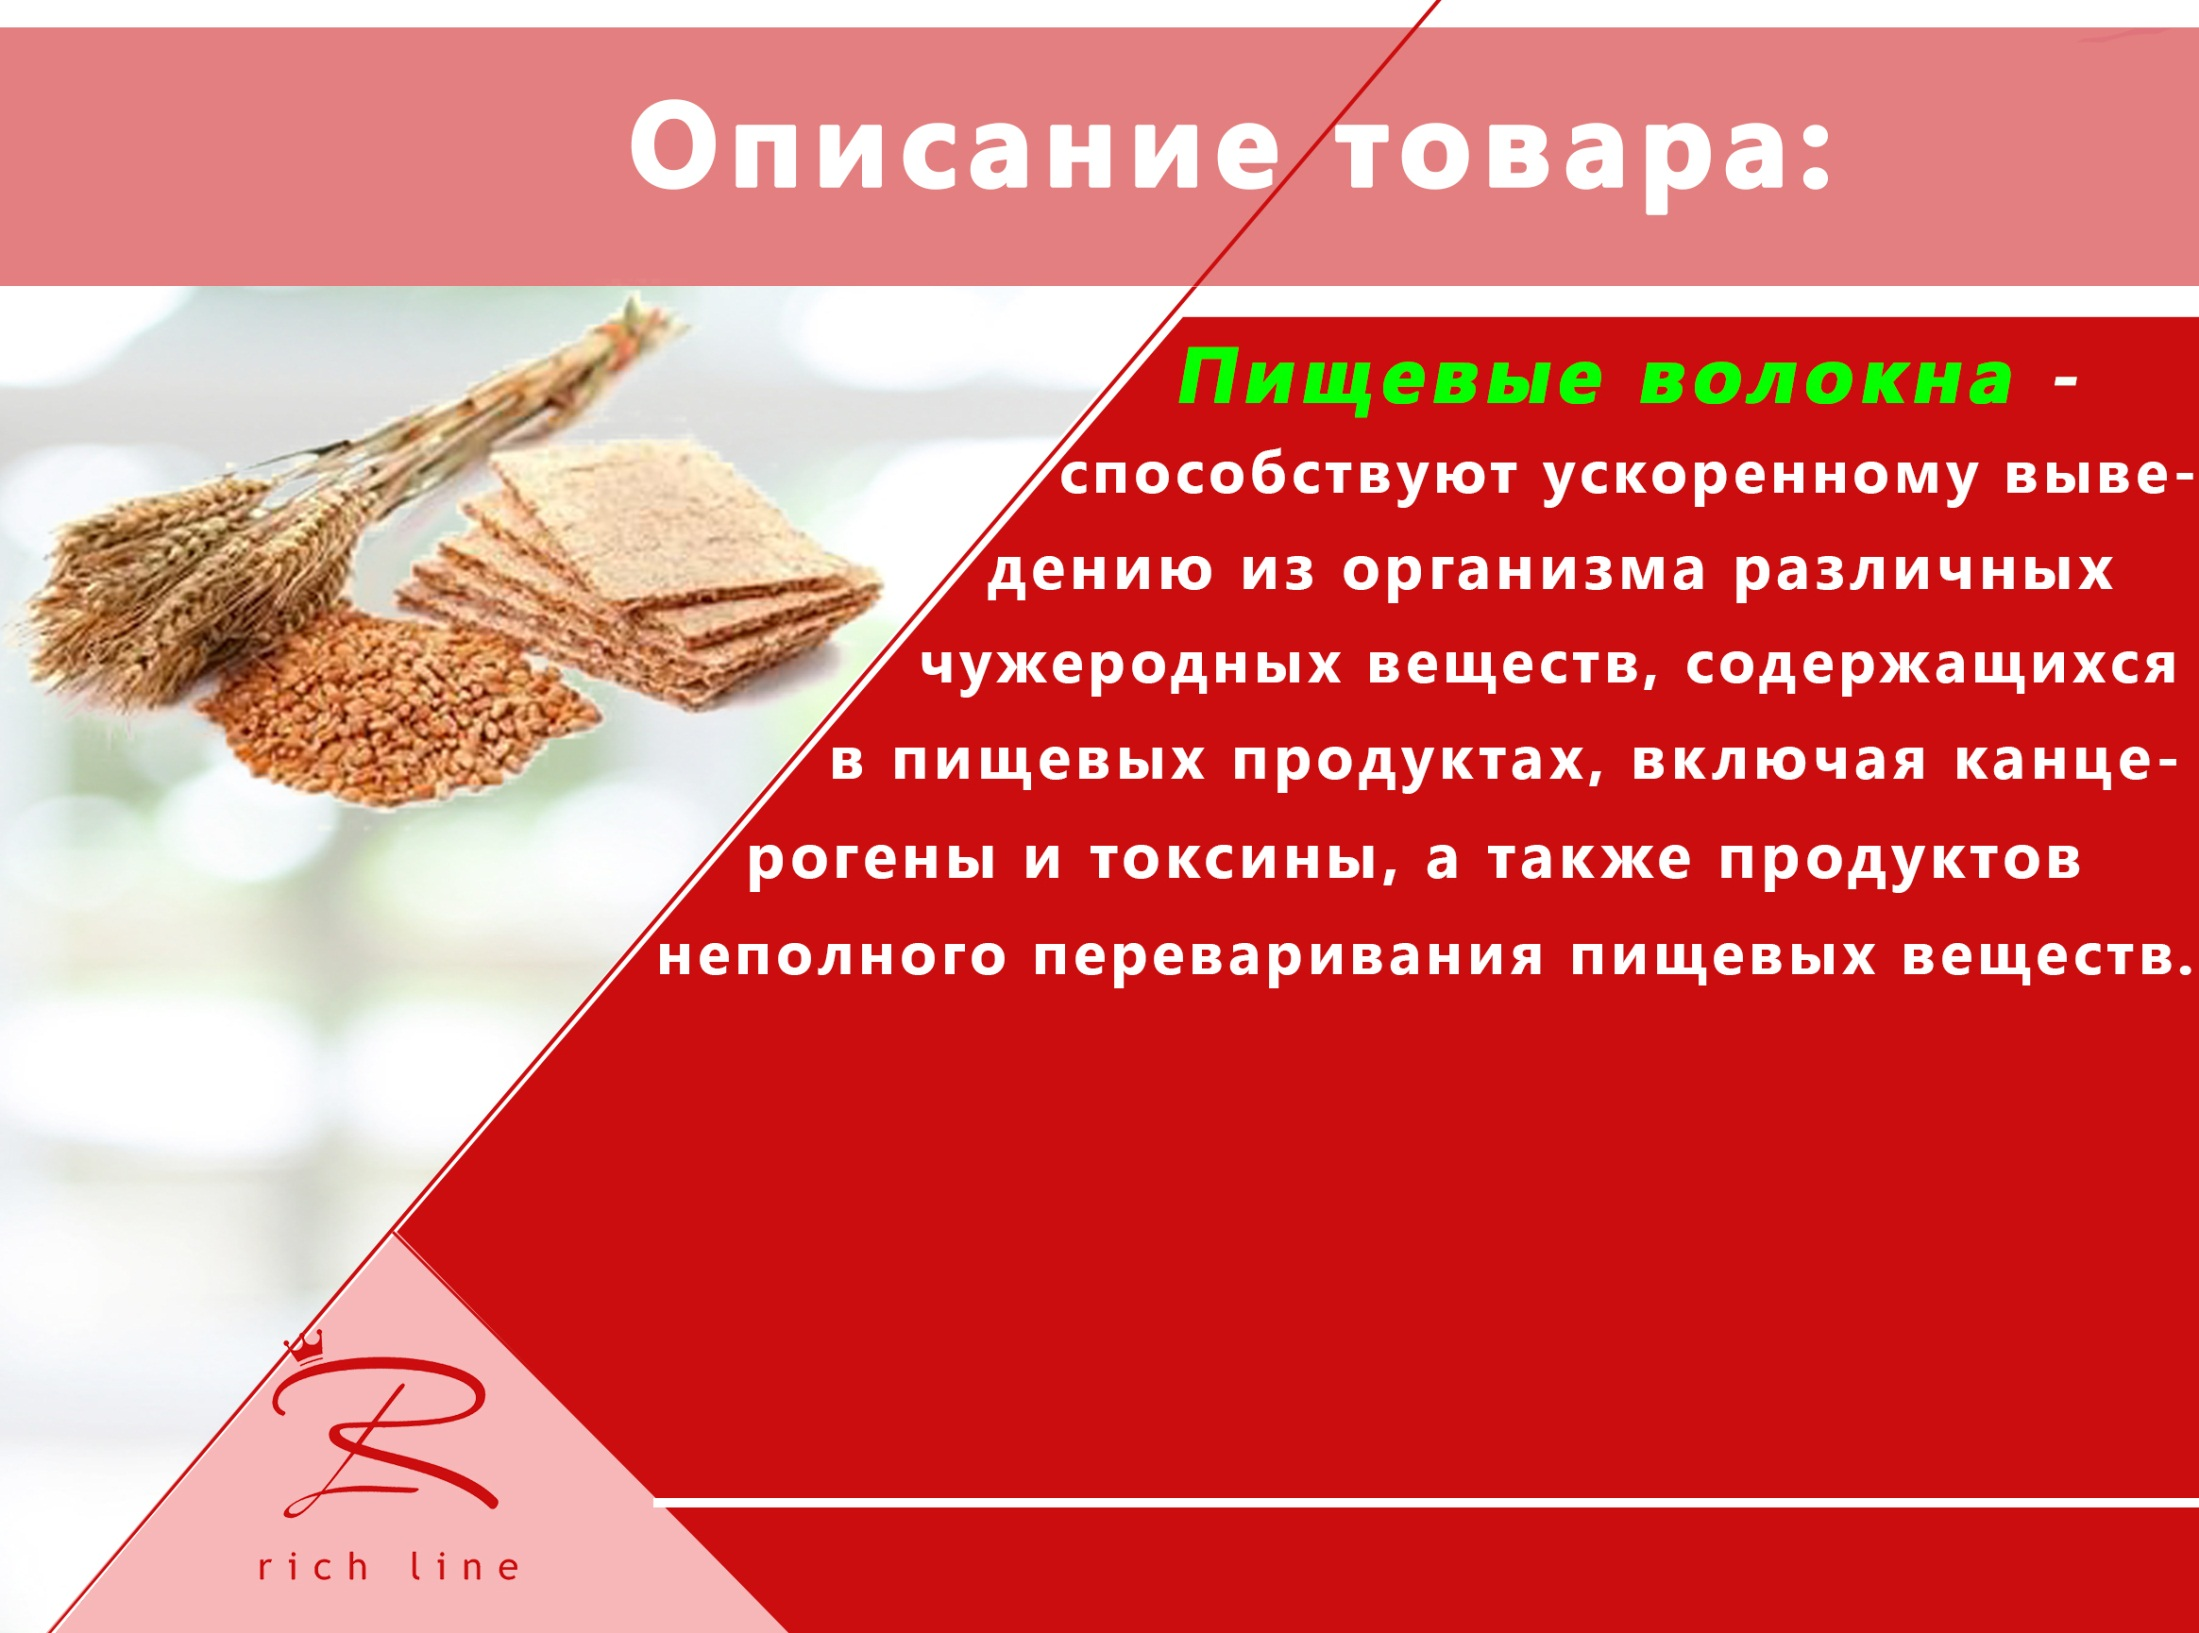 Описание товара:
Пищевые волокна -
способствуют ускоренному выве-
дению из организма различных
чужеродных веществ, содержащихся
в пищевых продуктах, включая канце-
рогены и токсины, а также продуктов
неполного переваривания пищевых веществ.
rich line